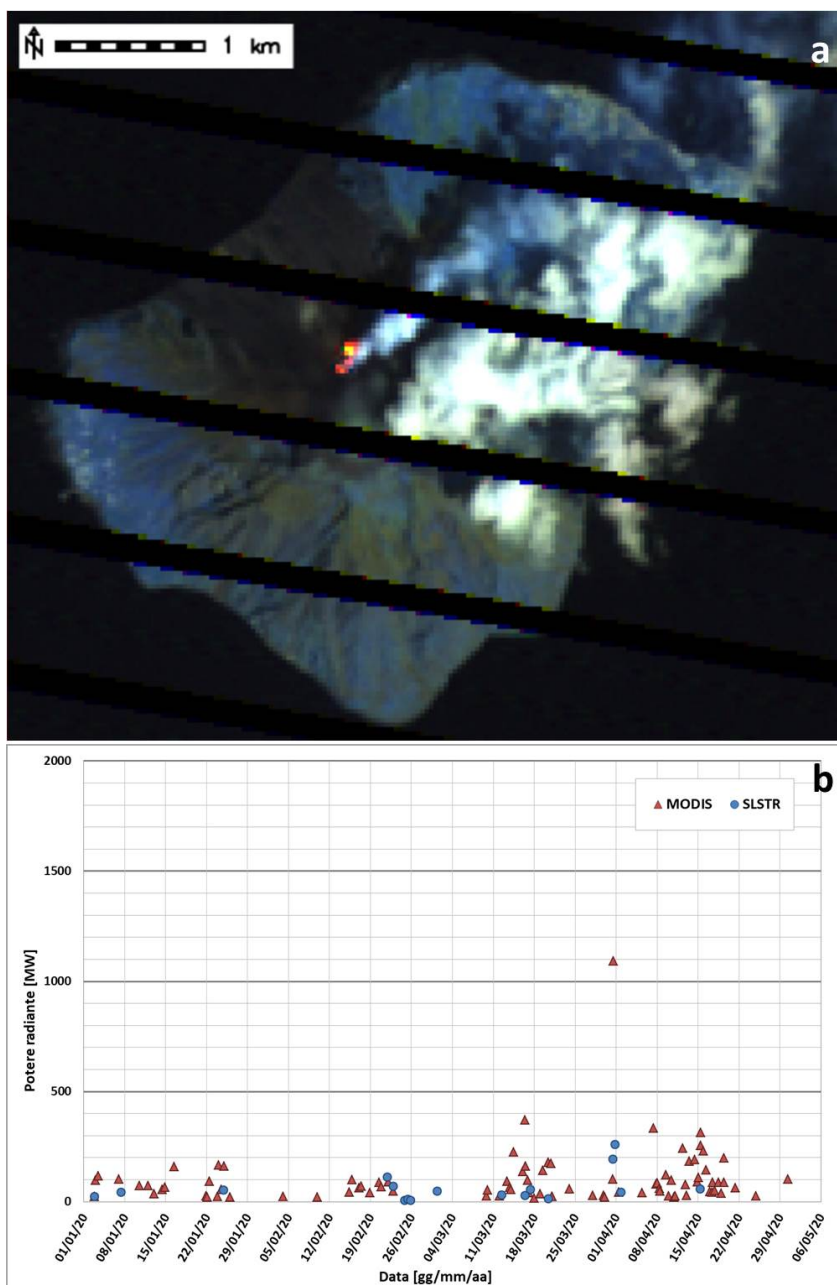 N
1 km
a
b
2000
1500
1000
500
0
MODIS SLSTR
Potere radiante [MW]
01/01/20 08/01/20 15/01/20 22/01/20 29/01/20 05/02/20 12/02/20 19/02/20 26/02/20 04/03/20 11/03/20 18/03/20 25/03/20 01/04/20 08/04/20 15/04/20 22/04/20 29/04/20 06/05/20
Data [gg/mm/aa]